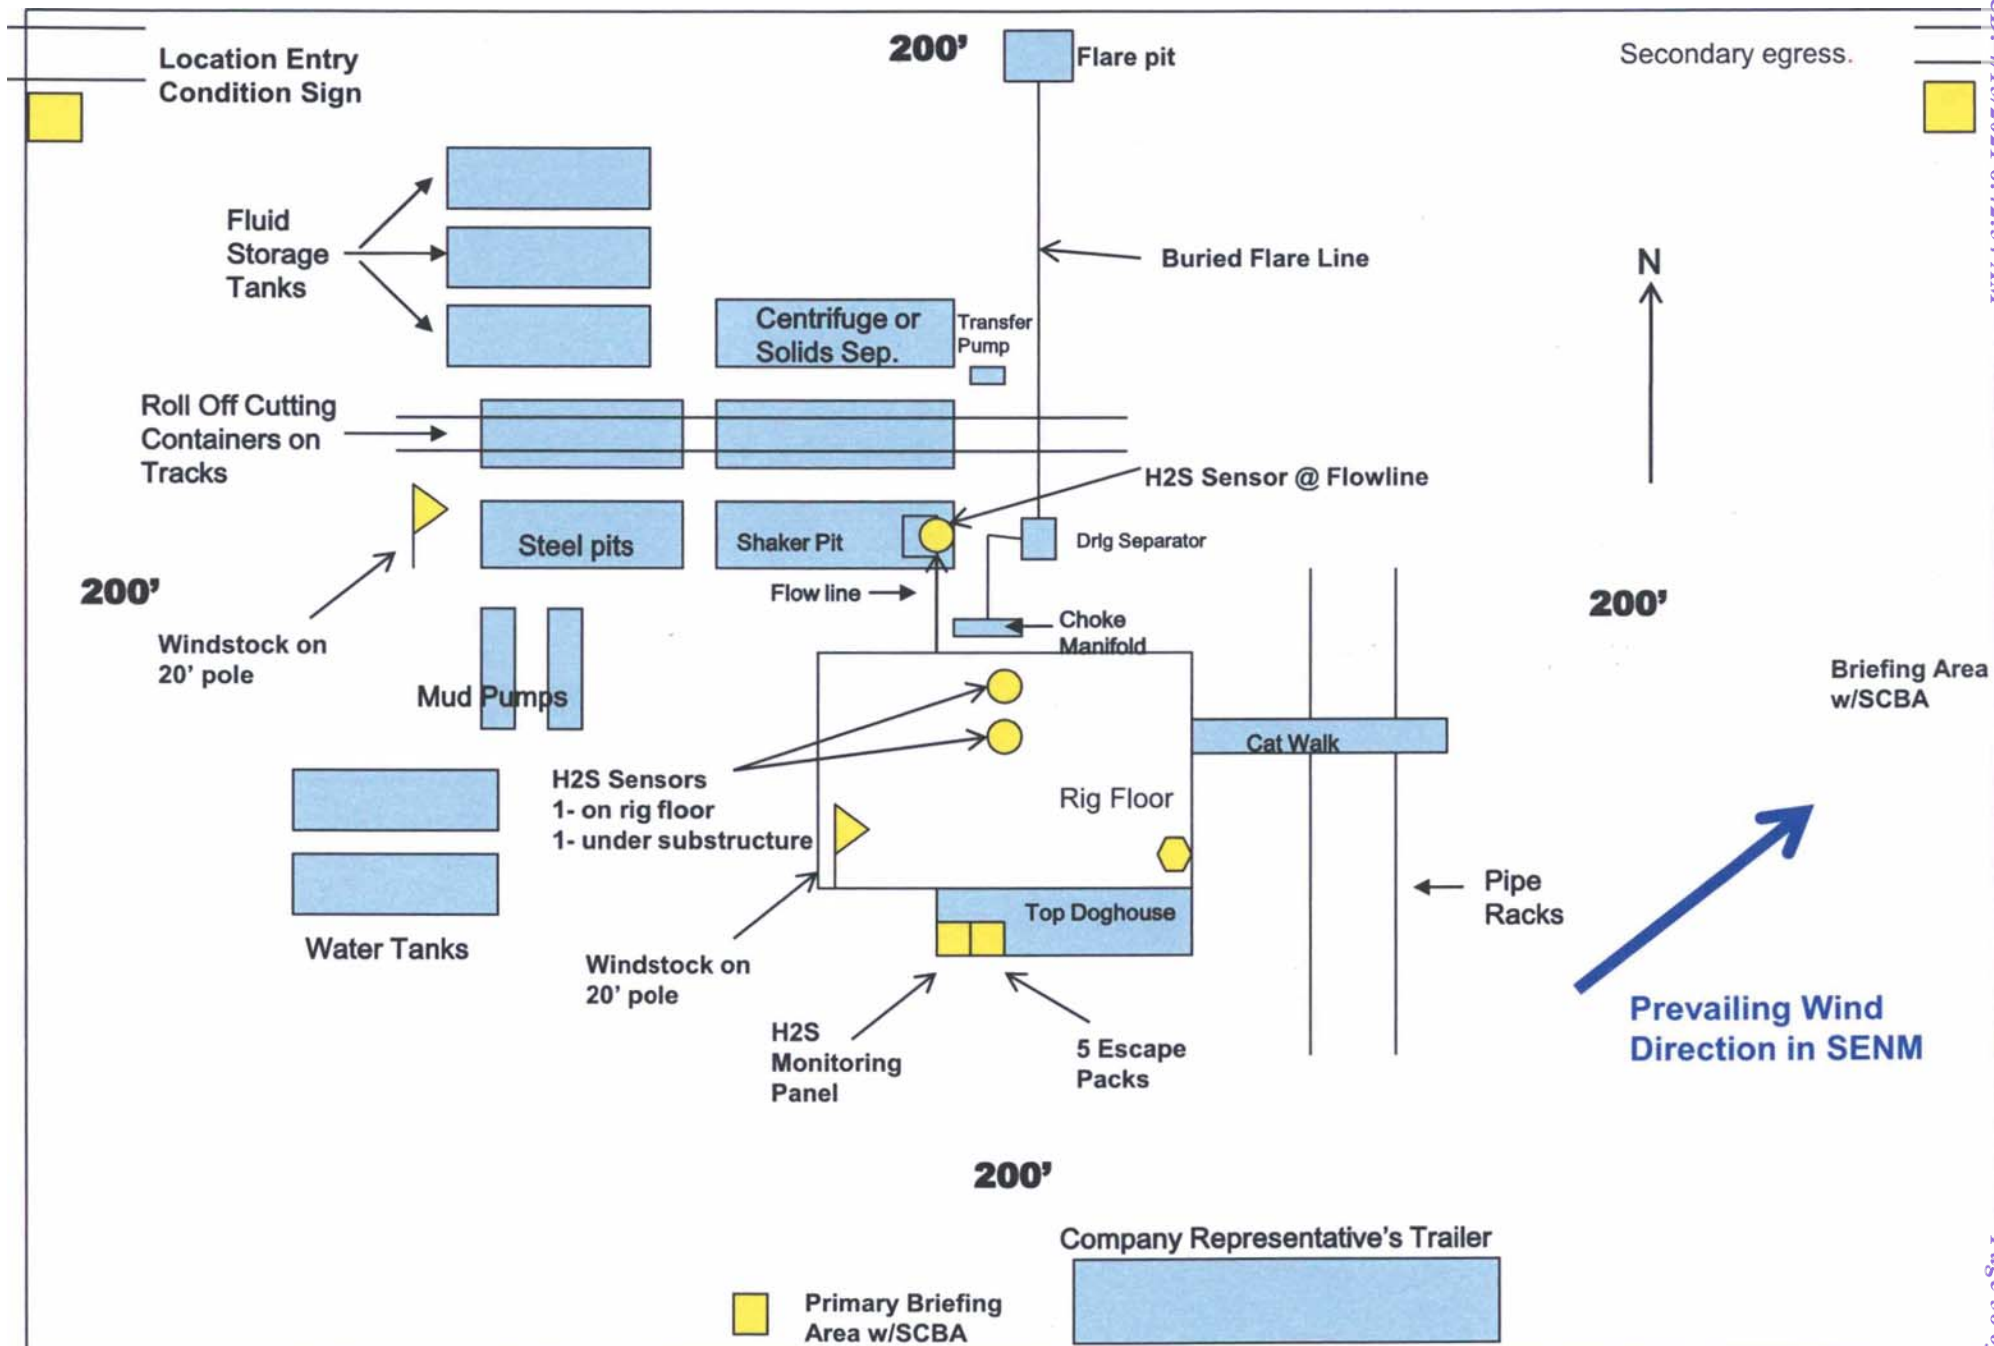 Location Entry
Condition Sign
200’
Flare pit
Secondary egress.
Fluid
Storage
Tanks
Buried Flare Line
N
Centrifuge or
Solids Sep.
Transfer
Pump
Roll Off Cutting
Containers on
Tracks
H2S Sensor @ Flowline
Steel pits
Shaker Pit
Drlg Separator
200’
Flow line
200’
Choke
Manifold
Windstock on
20’ pole
Briefing Area
w/SCBA
Mud Pumps
Cat Walk
H2S Sensors
1- on rig floor
1- under substructure
Rig Floor
Pipe
Racks
Top Doghouse
Water Tanks
Windstock on
20’ pole
Prevailing Wind
Direction in SENM
H2S
Monitoring
Panel
5 Escape
Packs
200’
Company Representative’s Trailer
Primary Briefing
Area w/SCBA